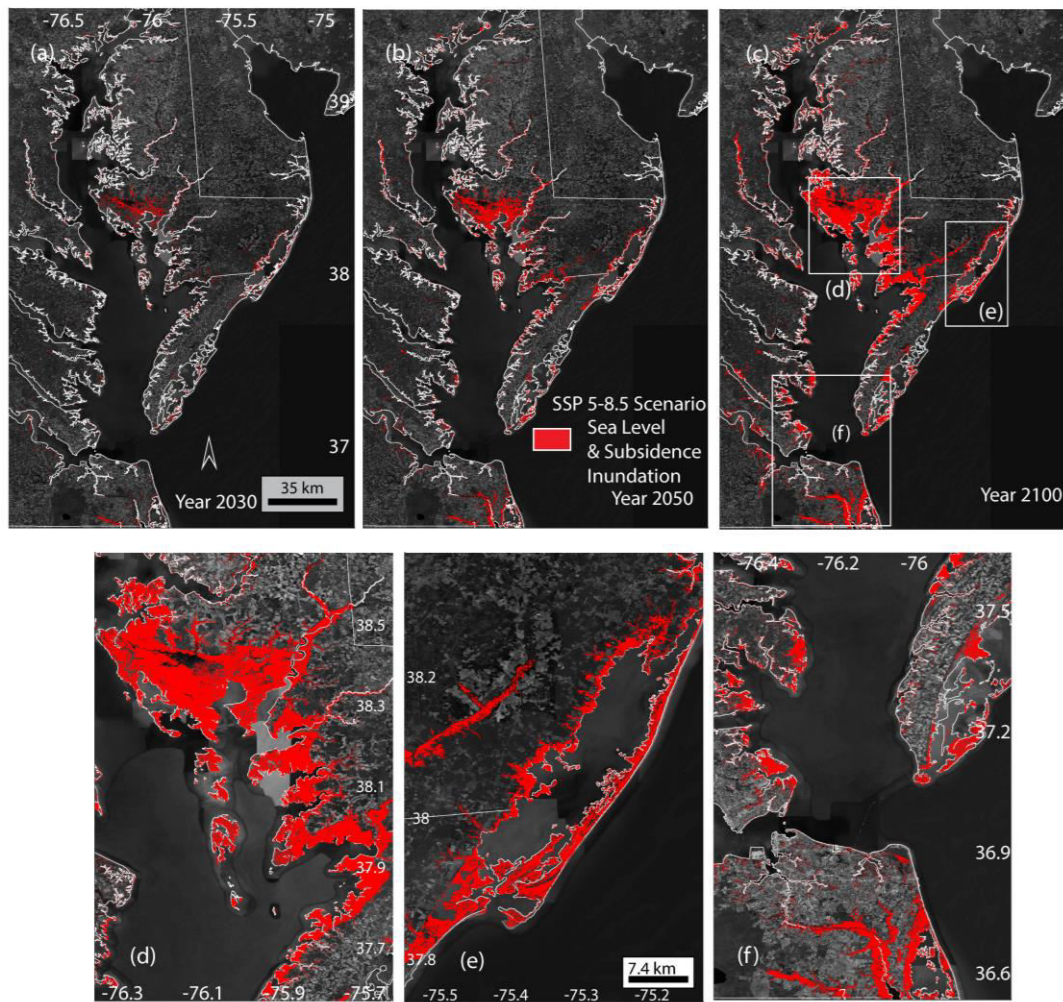 -76.5 76 -75.5 -75
(a)
39
38
37
Year 2030
35 km
(b)
SSP 5-8.5 Scenario
Sea Level
& Subsidence
Inundation
Year 2050
(c)
(d)
(e)
(f)
Year 2100
38.5
38.3
38.1
37.9
37.7
(d)
-76.3 -76.1 -75.9 -75.7
38.2
38
37.8
(e)
7.4 km
-75.5 -75.4 -75.3 -75.2
-76.4 -76.2 -76
37.5
37.2
36.9
36.6
(f)